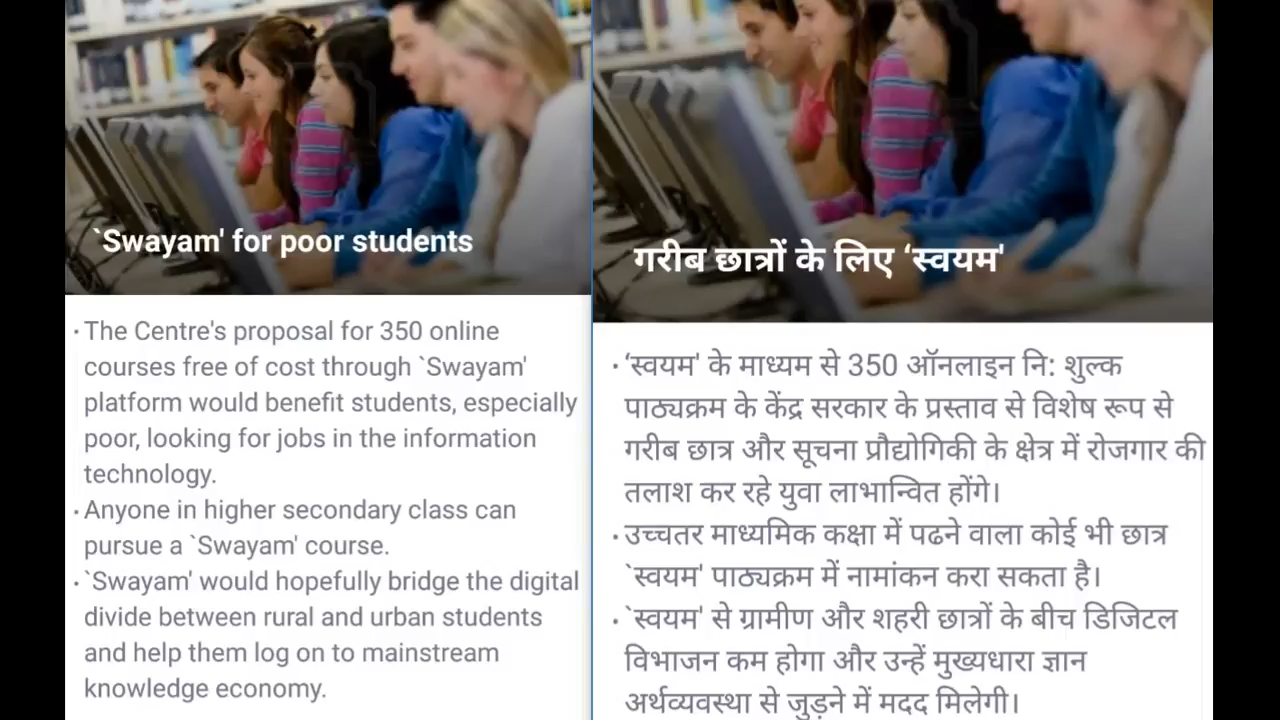 `Swayam' for poor students
· The Centre's proposal for 350 online
courses free of cost through `Swayam'
platform would benefit students, especially
poor, looking for jobs in the information
technology.
· Anyone in higher secondary class can
pursue a `Swayam' course.
· `Swayam' would hopefully bridge the digital
divide between rural and urban students
and help them log on to mainstream
knowledge economy.
गरीब छात्रों के लिए ‘स्वयम'
· ‘स्वयम' के माध्यम से 350 ऑनलाइन नि: शुल्क
पाठ्यक्रम के केंद्र सरकार के प्रस्ताव से विशेष रूप से
गरीब छात्र और सूचना प्रौद्योगिकी के क्षेत्र में रोजगार की
तलाश कर रहे युवा लाभान्वित होंगे।
· उच्चतर माध्यमिक कक्षा में पढने वाला कोई भी छात्र
`स्वयम' पाठ्यक्रम में नामांकन करा सकता है।
· `स्वयम' से ग्रामीण और शहरी छात्रों के बीच डिजिटल
विभाजन कम होगा और उन्हें मुख्यधारा ज्ञान
अर्थव्यवस्था से जुड़ने में मदद मिलेगी।